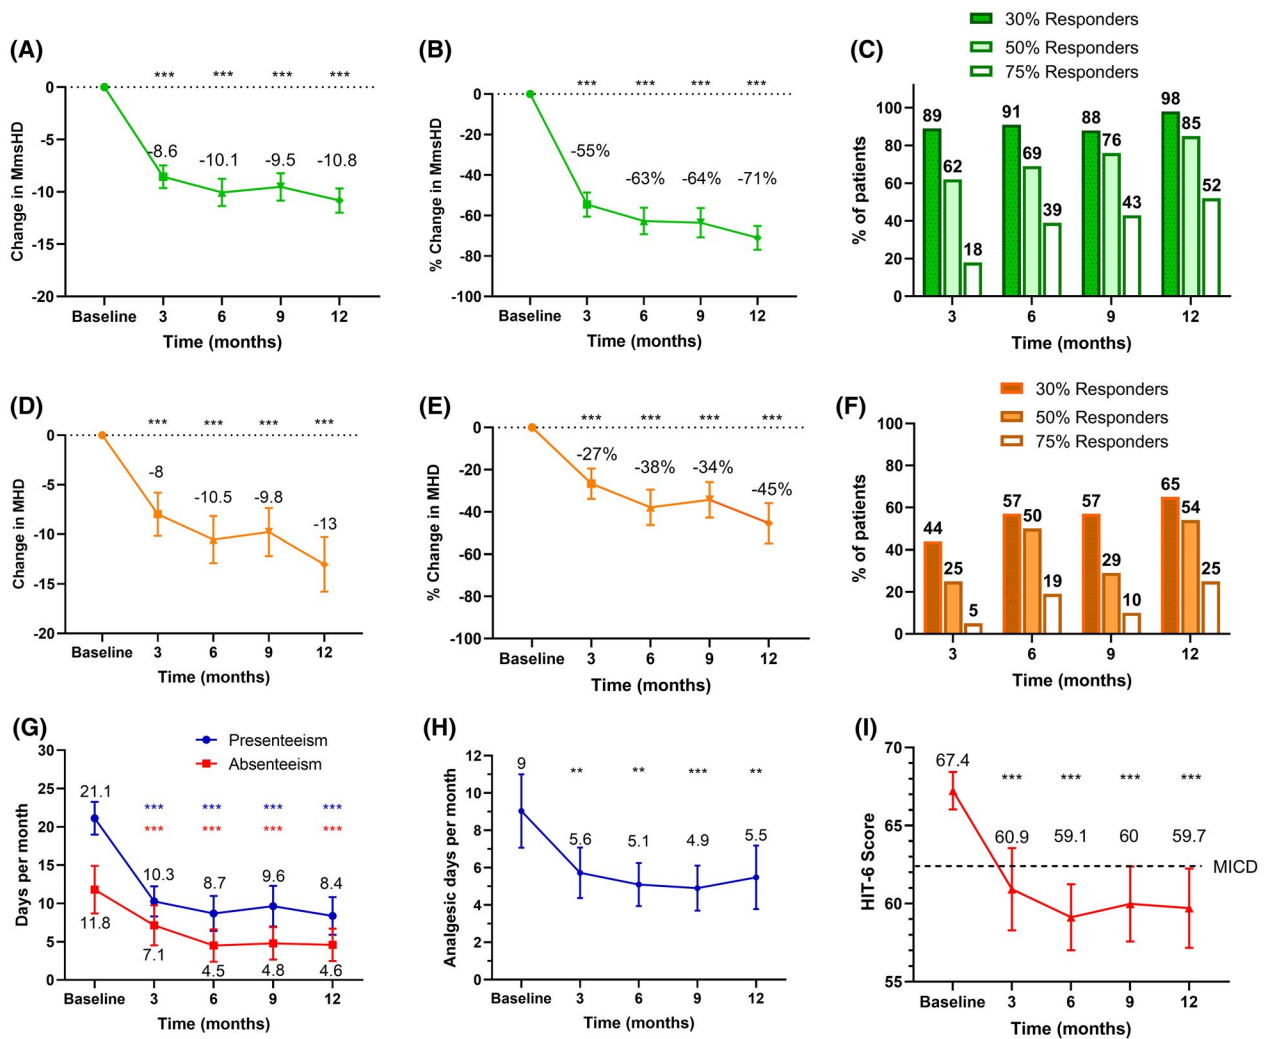 (A)
*** *** *** ***
0
-5
-10
-15
-20
Change in MmsHD
-8.6 -10.1 -9.5 -10.8
Baseline 3 6 9 12
Time (months)
(B)
*** *** *** ***
0
-20
-40
-60
-80
-100
% Change in MmsHD
-55% -63% -64% -71%
Baseline 3 6 9 12
Time (months)
(C)
30% Responders
50% Responders
75% Responders
100
80
60
40
20
0
% of patients
89 62 18 91 69 39 88 76 43 98 85 52
3 6 9 12
Time (months)
(D)
*** *** *** ***
0
-5
-10
-15
-20
Change in MHD
-8 -10.5 -9.8 -13
Baseline 3 6 9 12
Time (months)
(E)
*** *** *** ***
0
-20
-40
-60
-80
-100
% Change in MHD
-27% -38% -34% -45%
Baseline 3 6 9 12
Time (months)
(F)
30% Responders
50% Responders
75% Responders
100
80
60
40
20
0
% of patients
44 25 5 57 50 19 57 29 10 65 54 25
3 6 9 12
Time (months)
(G)
Presenteeism
Absenteeism
30
25
20
15
10
5
0
Days per month
*** *** *** ***
*** *** *** ***
21.1 10.3 8.7 9.6 8.4
11.8 7.1 4.5 4.8 4.6
Baseline 3 6 9 12
Time (months)
(H)
12
10
8
6
4
2
0
Analgesic days per month
** ** *** **
9 5.6 5.1 4.9 5.5
Baseline 3 6 9 12
Time (months)
(I)
70
65
60
55
HIT-6 Score
*** *** *** ***
67.4 60.9 59.1 60 59.7
MICD
Baseline 3 6 9 12
Time (months)